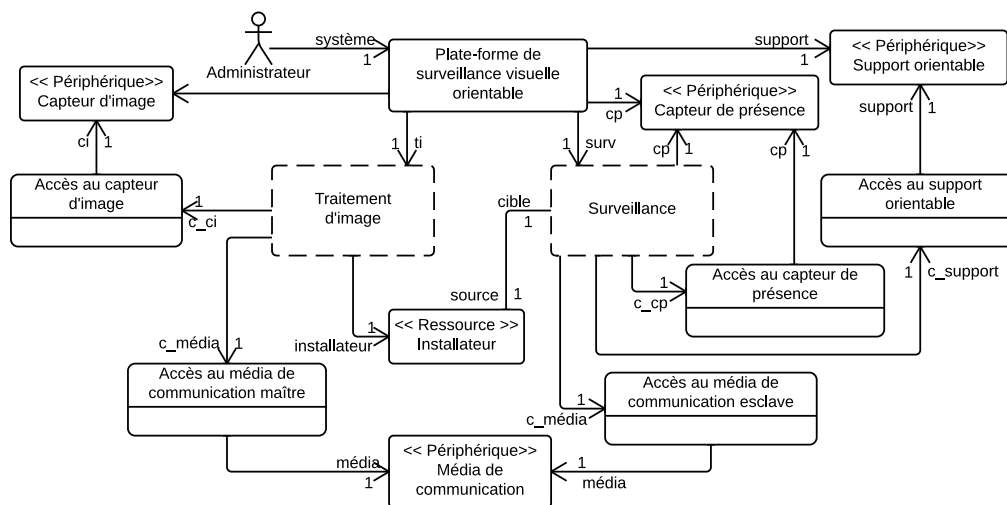 système
1
Administrateur
Plate-forme de
surveillance visuelle
orientable
support
1
<< Périphérique>>
Support orientable
<< Périphérique>>
Capteur d'image
1
cp
<< Périphérique>>
Capteur de présence
ci
1
1
ti
1
surv
cp
1
cp
1
support
1
Accès au capteur
d'image
1
c_ci
Traitement
d'image
cible
1
Surveillance
Accès au support
orientable
1
c_support
1
c_cp
Accès au capteur de
présence
source
1
1
installateur
<< Ressource >>
Installateur
c_média
1
Accès au média de
communication maître
1
c_média
Accès au média de
communication esclave
média
1
<< Périphérique>>
Média de
communication
1
média